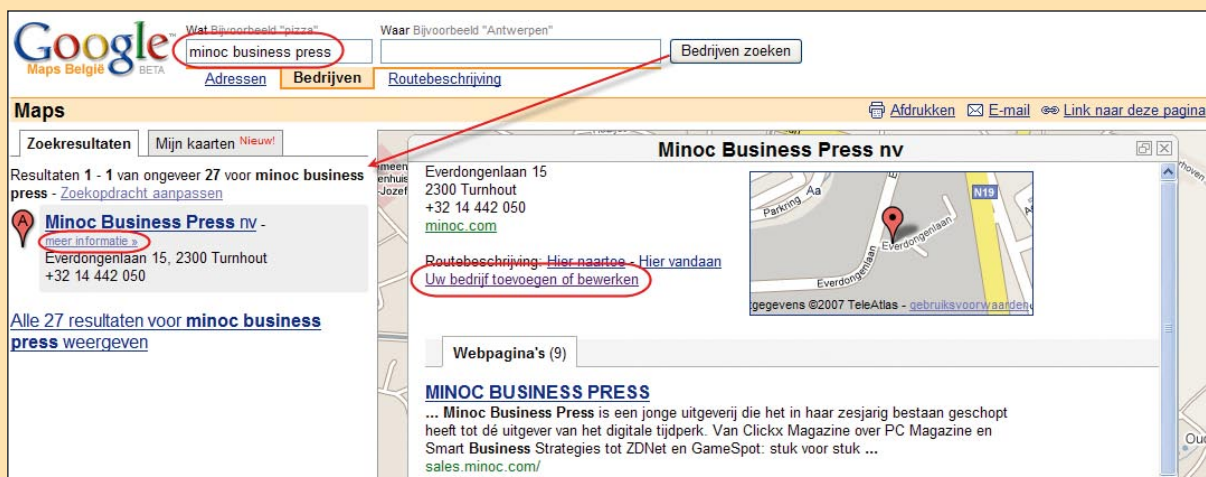 Google™
Maps België BETA
Wat Bijvoorbeeld "pizza"
Waar Bijvoorbeeld "Antwerpen"
minoc business press
Bedrijven zoeken
Adressen Bedrijven Routebeschrijving
Maps
Afdrukken E-mail Link naar deze pagina
Zoekresultaten Mijn kaarten Nieuw!
Resultaten 1 - 1 van ongeveer 27 voor minoc business
press - Zoekopdracht aanpassen
A
Minoc Business Press nv -
meer informatie »
Everdongenlaan 15, 2300 Turnhout
+32 14 442 050
Alle 27 resultaten voor minoc business
press weergeven
Minoc Business Press nv
Everdongenlaan 15
2300 Turnhout
+32 14 442 050
minoc.com
Routebeschrijving: Hier naartoe - Hier vandaan
Uw bedrijf toevoegen of bewerken
Aa
Parkring
N19
Everdongenlaan
Everdongenlaan
gegevens ©2007 TeleAtlas - gebruiksvoorwaarden
Webpagina's (9)
MINOC BUSINESS PRESS
... Minoc Business Press is een jonge uitgeverij die het in haar zesjarig bestaan geschopt
heeft tot dé uitgever van het digitale tijdperk. Van Clickx Magazine over PC Magazine en
Smart Business Strategies tot ZDNet en GameSpot: stuk voor stuk ...
sales.minoc.com/